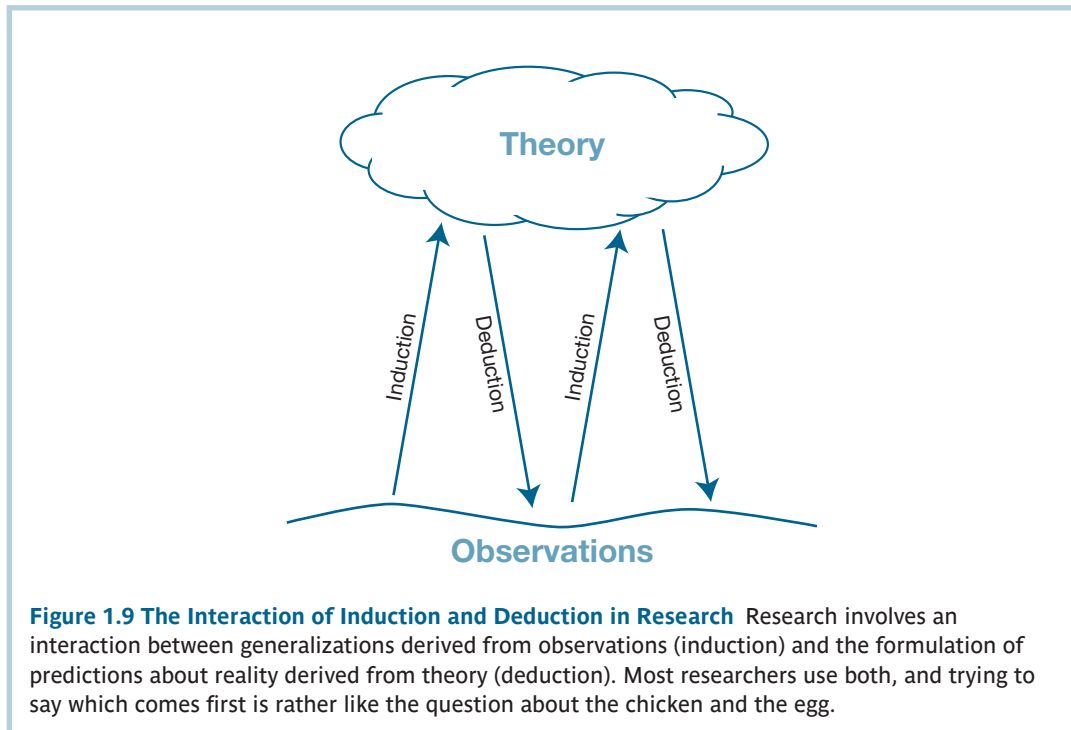 Theory
Induction
Deduction
Induction
Deduction
Observations
Figure 1.9 The Interaction of Induction and Deduction in Research Research involves an
interaction between generalizations derived from observations (induction) and the formulation of
predictions about reality derived from theory (deduction). Most researchers use both, and trying to
say which comes first is rather like the question about the chicken and the egg.